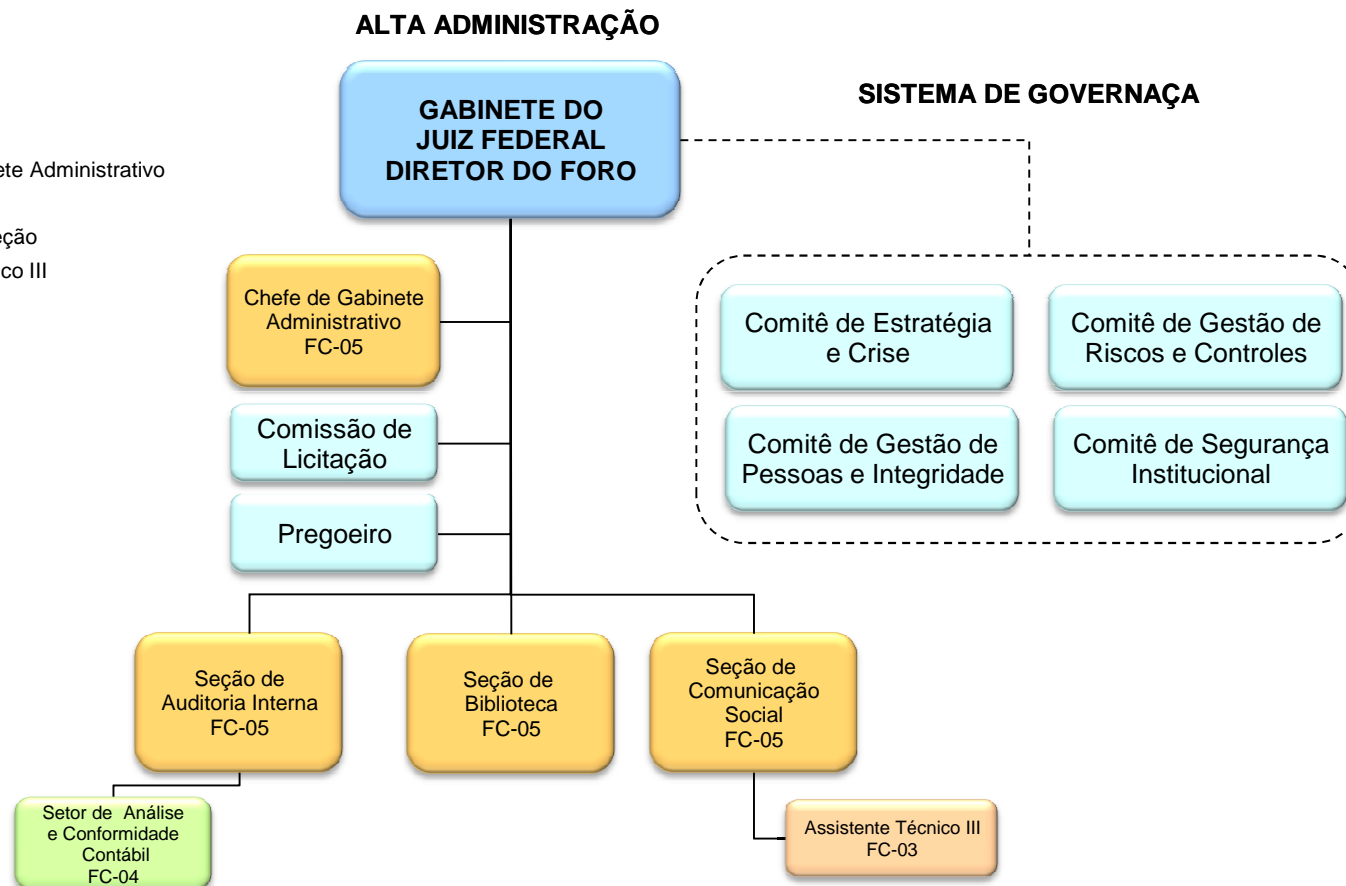 ALTA ADMINISTRAÇÃO
GABINETE DO
JUIZ FEDERAL
DIRETOR DO FORO
SISTEMA DE GOVERNAÇA
Administrativo
III
Chefe de Gabinete
Administrativo
FC-05
Comissão de
Licitação
Pregoeiro
Comitê de Estratégia
e Crise
Comitê de Gestão de
Riscos e Controles
Comitê de Gestão de
Pessoas e Integridade
Comitê de Segurança
Institucional
Seção de
Auditoria Interna
FC-05
Seção de
Biblioteca
FC-05
Seção de
Comunicação
Social
FC-05
Setor de Análise
e Conformidade
Contábil
FC-04
Assistente Técnico III
FC-03